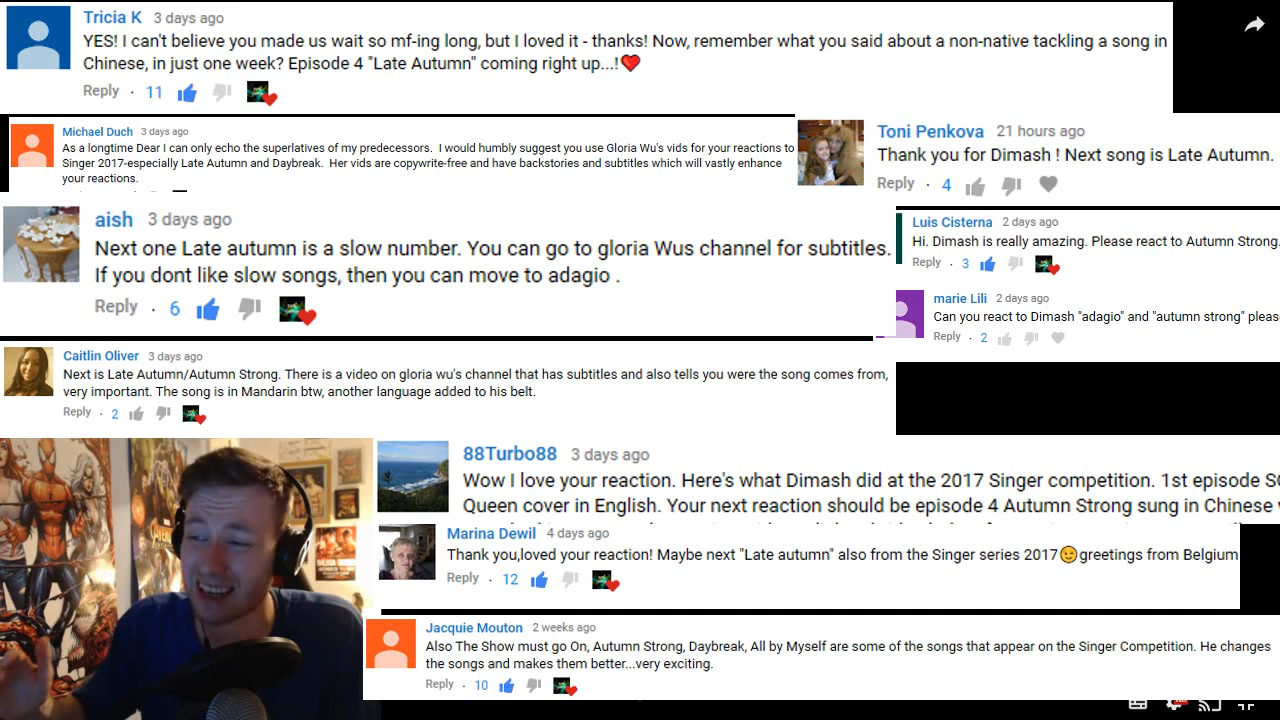 Tricia K 3 days ago
YES! I can't believe you made us wait so mf-ing long, but I loved it - thanks! Now, remember what you said about a non-native tackling a song in
Chinese, in just one week? Episode 4 "Late Autumn" coming right up...!❤
Reply · 11
Michael Duch 3 days ago
As a longtime Dear I can only echo the superlatives of my predecessors. I would humbly suggest you use Gloria Wu's vids for your reactions to
Singer 2017-especially Late Autumn and Daybreak. Her vids are copywrite-free and have backstories and subtitles which will vastly enhance
your reactions.
Toni Penkova 21 hours ago
Thank you for Dimash ! Next song is Late Autumn.
Reply · 4
aish 3 days ago
Next one Late autumn is a slow number. You can go to gloria Wus channel for subtitles.
If you dont like slow songs, then you can move to adagio .
Reply · 6
Luis Cisterna 2 days ago
Hi. Dimash is really amazing. Please react to Autumn Strong.
Reply · 3
marie Lili 2 days ago
Can you react to Dimash "adagio" and "autumn strong" pleas
Reply · 2
Caitlin Oliver 3 days ago
Next is Late Autumn/Autumn Strong. There is a video on gloria wu's channel that has subtitles and also tells you were the song comes from,
very important. The song is in Mandarin btw, another language added to his belt.
Reply · 2
88Turbo88 3 days ago
Wow I love your reaction. Here's what Dimash did at the 2017 Singer competition. 1st episode SO
Queen cover in English. Your next reaction should be episode 4 Autumn Strong sung in Chinese
Marina Dewil 4 days ago
Thank you,loved your reaction! Maybe next "Late autumn" also from the Singer series 2017😉greetings from Belgium
Reply · 12
Jacquie Mouton 2 weeks ago
Also The Show must go On, Autumn Strong, Daybreak, All by Myself are some of the songs that appear on the Singer Competition. He changes
the songs and makes them better...very exciting.
Reply · 10